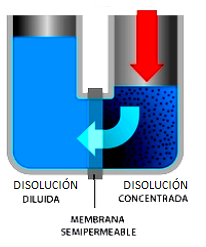 DISOLUCIÓN
DILUIDA
DISOLUCIÓN
CONCENTRADA
MEMBRANA
SEMIPERMEABLE